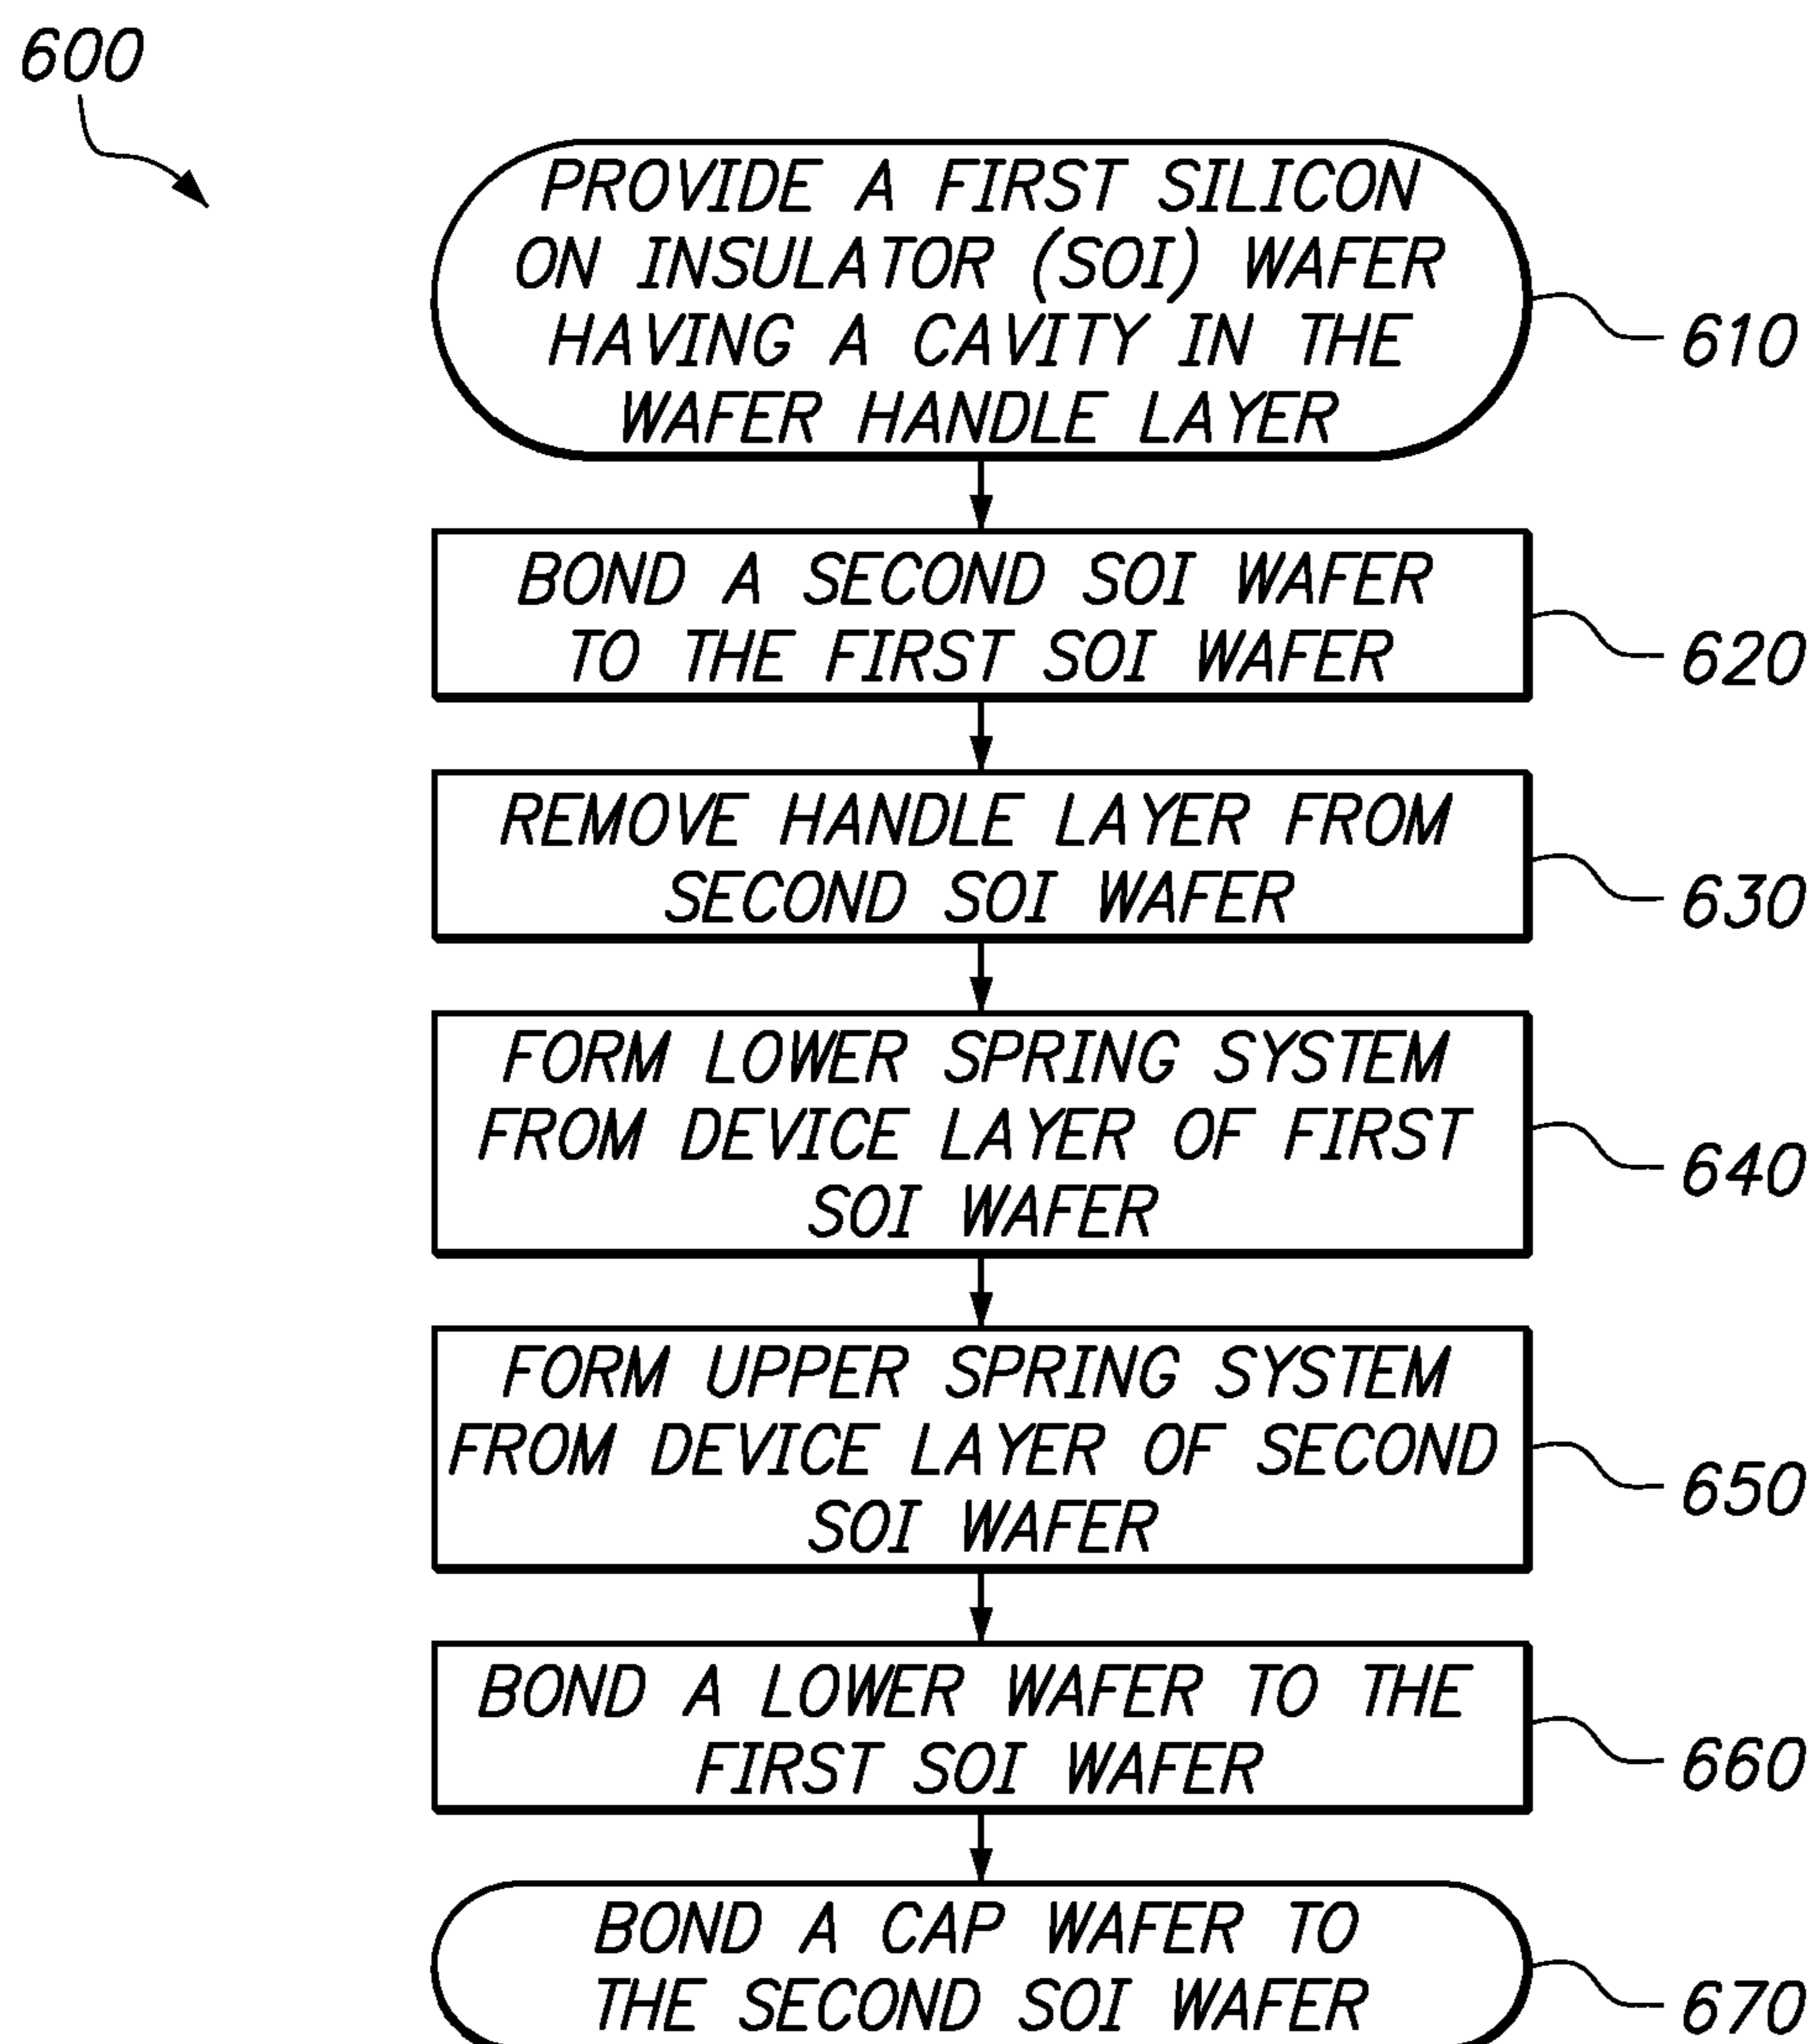 600
PROVIDE A FIRST SILICON
ON INSULATOR (SOI) WAFER
HAVING A CAVITY IN THE
WAFER HANDLE LAYER
610
BOND A SECOND SOI WAFER
TO THE FIRST SOI WAFER
620
REMOVE HANDLE LAYER FROM
SECOND SOI WAFER
630
FORM LOWER SPRING SYSTEM
FROM DEVICE LAYER OF FIRST
SOI WAFER
640
FORM UPPER SPRING SYSTEM
FROM DEVICE LAYER OF SECOND
SOI WAFER
650
BOND A LOWER WAFER TO THE
FIRST SOI WAFER
660
BOND A CAP WAFER TO
THE SECOND SOI WAFER
670